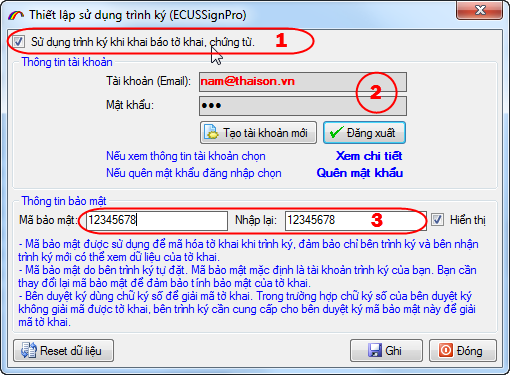 Thiết lập sử dụng trình ký (ECUSSignPro)
Sử dụng trình ký khi khai báo tờ khai, chứng từ.
1
Thông tin tài khoản
Tài khoản (Email): nam@thaison.vn
Mật khẩu: ●●●
2
Tạo tài khoản mới Đăng xuất
Nếu xem thông tin tài khoản chọn Xem chi tiết
Nếu quên mật khẩu đăng nhập chọn Quên mật khẩu
Thông tin bảo mật
Mã bảo mật: 12345678 Nhập lại: 12345678 3 Hiển thị
- Mã bảo mật được sử dụng để mã hóa tờ khai khi trình ký, đảm bảo chỉ bên trình ký và bên nhận
trình ký mới có thể xem dữ liệu của tờ khai.
- Mã bảo mật do bên trình ký tự đặt. Mã bảo mật mặc định là tài khoản trình ký của bạn. Bạn cần
thay đổi lại mã bảo mật để đảm bảo tính bảo mật của tờ khai.
- Bên duyệt ký dùng chữ ký số để giải mã tờ khai. Trong trường hợp chữ ký số của bên duyệt ký
không giải mã được tờ khai, bên trình ký cần cung cấp cho bên duyệt ký mã bảo mật này để giải
mã tờ khai.
Reset dữ liệu Ghi Đóng